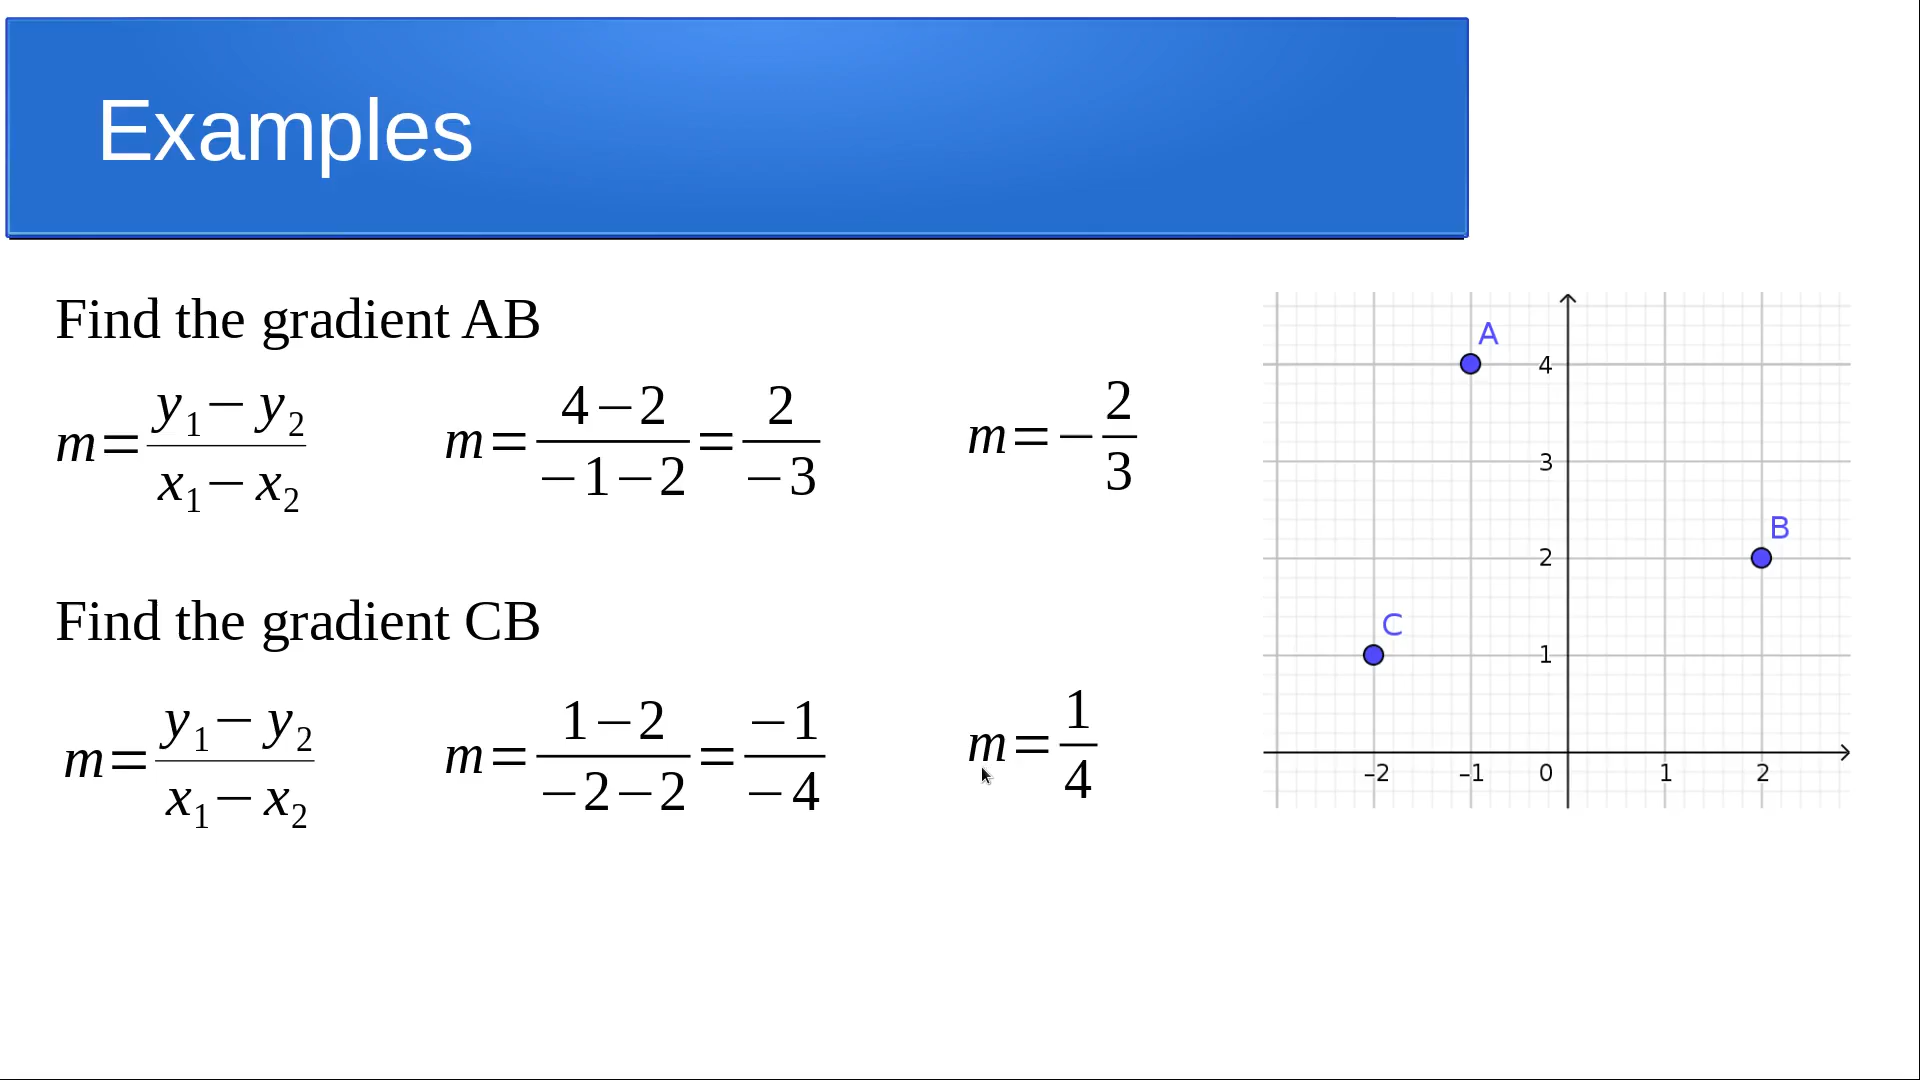 Examples
Find the gradient AB
m = (y₁ − y₂)/(x₁ − x₂)
m = (4 − 2)/(−1 − 2) = 2/(−3)
m = −2/3
Find the gradient CB
m = (y₁ − y₂)/(x₁ − x₂)
m = (1 − 2)/(−2 − 2) = (−1)/(−4)
m = 1/4
A
4
3
B
2
C
1
–2 –1 0 1 2